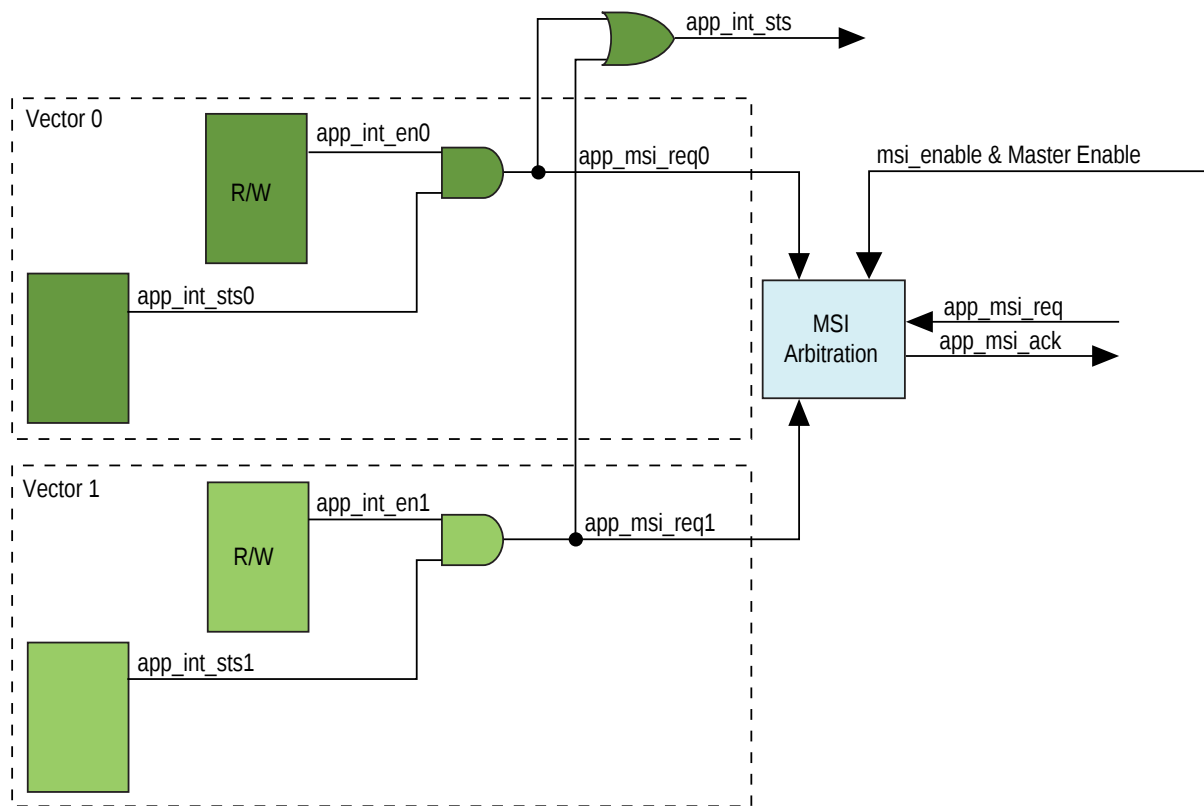 app_int_sts
Vector 0
app_int_en0
R/W
app_msi_req0
msi_enable & Master Enable
app_int_sts0
MSI
Arbitration
app_msi_req
app_msi_ack
Vector 1
app_int_en1
R/W
app_msi_req1
app_int_sts1